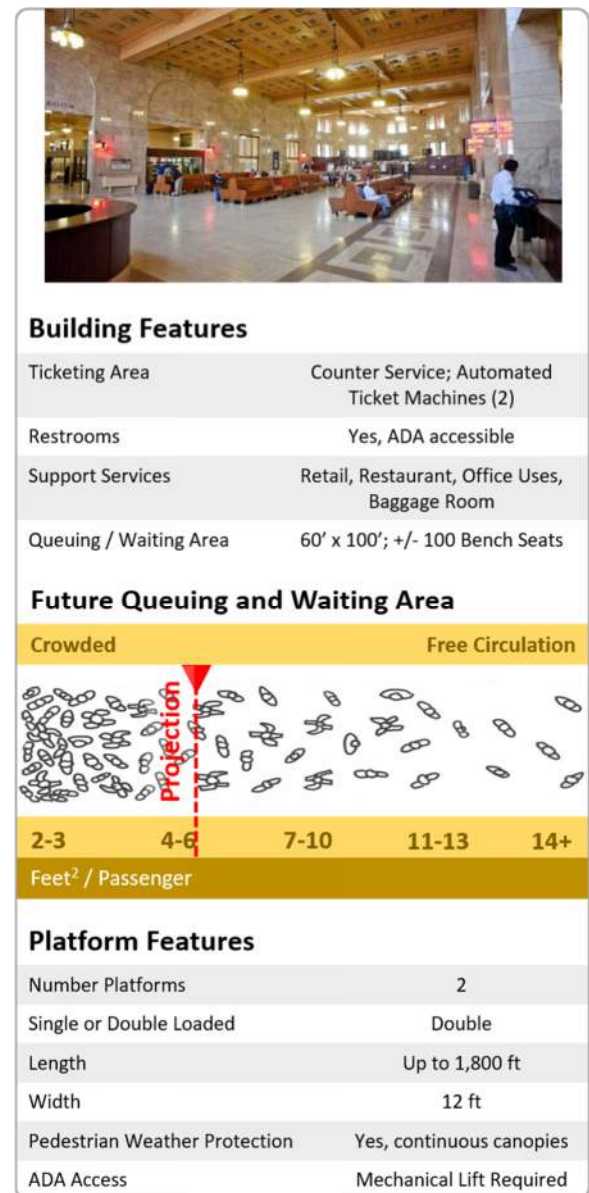 Building Features
Ticketing Area Counter Service; Automated
Ticket Machines (2)
Restrooms Yes, ADA accessible
Support Services Retail, Restaurant, Office Uses,
Baggage Room
Queuing / Waiting Area 60' x 100'; +/- 100 Bench Seats
Future Queuing and Waiting Area
Crowded Free Circulation
Projection
2-3 4-6 7-10 11-13 14+
Feet² / Passenger
Platform Features
Number Platforms 2
Single or Double Loaded Double
Length Up to 1,800 ft
Width 12 ft
Pedestrian Weather Protection Yes, continuous canopies
ADA Access Mechanical Lift Required